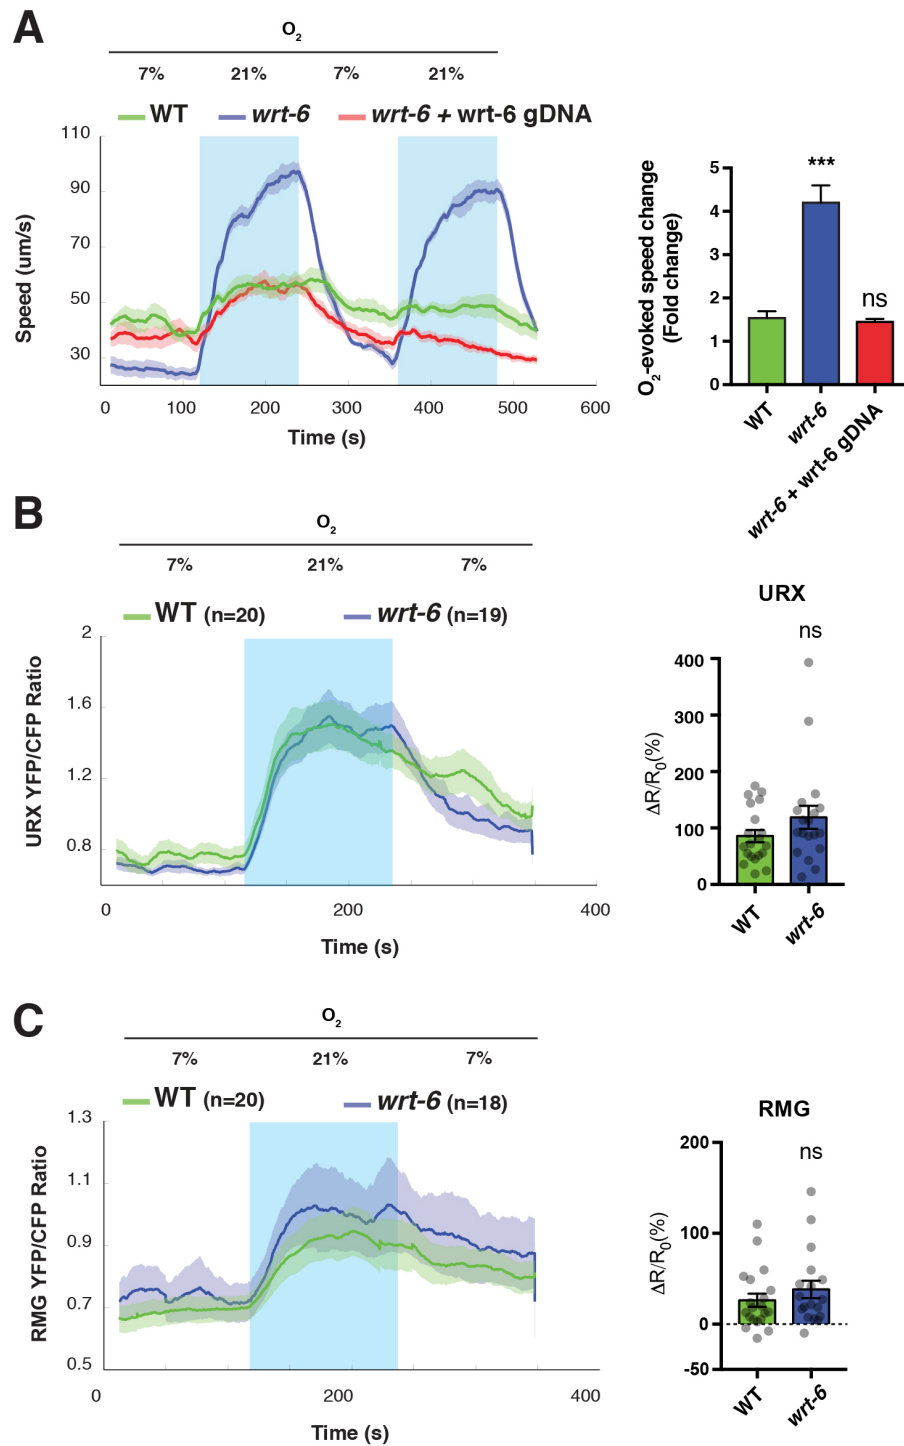 A
O2
7% 21% 7% 21%
WT wrt-6 wrt-6 + wrt-6 gDNA
Speed (um/s)
110
90
70
50
30
0 100 200 300 400 500 600
Time (s)
O2-evoked speed change
(Fold change)
5
4
3
2
1
0
***
ns
WT
wrt-6
wrt-6 + wrt-6 gDNA
B
O2
7% 21% 7%
WT (n=20) wrt-6 (n=19)
URX YFP/CFP Ratio
2
1.6
1.2
0.8
0 200 400
Time (s)
URX
ns
ΔR/R0(%)
400
300
200
100
0
WT
wrt-6
C
O2
7% 21% 7%
WT (n=20) wrt-6 (n=18)
RMG YFP/CFP Ratio
1.3
1.1
0.9
0.7
0.5
0 200 400
Time (s)
RMG
ns
ΔR/R0(%)
200
100
0
-50
WT
wrt-6